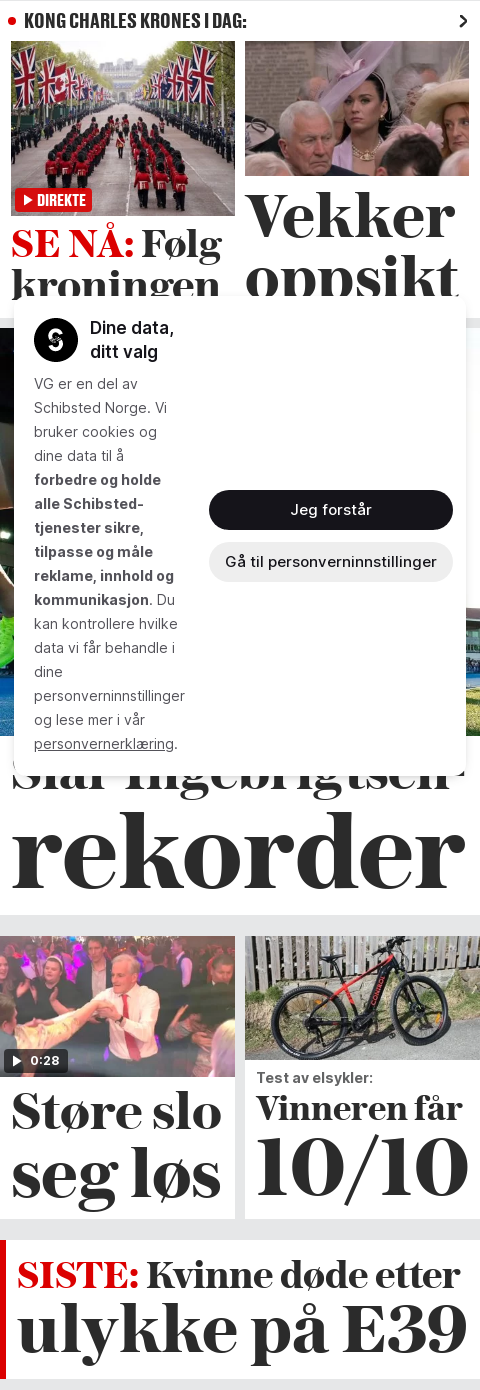 KONG CHARLES KRONES I DAG:
DIREKTE
SE NÅ: Følg
kroningen
Vekker
oppsikt
Dine data,
ditt valg
VG er en del av
Schibsted Norge. Vi
bruker cookies og
dine data til å
forbedre og holde
alle Schibsted-
tjenester sikre,
tilpasse og måle
reklame, innhold og
kommunikasjon. Du
kan kontrollere hvilke
data vi får behandle i
dine
personverninnstillinger
og lese mer i vår
personvernerklæring.
Jeg forstår
Gå til personverninnstillinger
Slår Ingebrigtsen-
rekorder
0:28
Støre slo
seg løs
Test av elsykler:
Vinneren får
10/10
SISTE: Kvinne døde etter
ulykke på E39